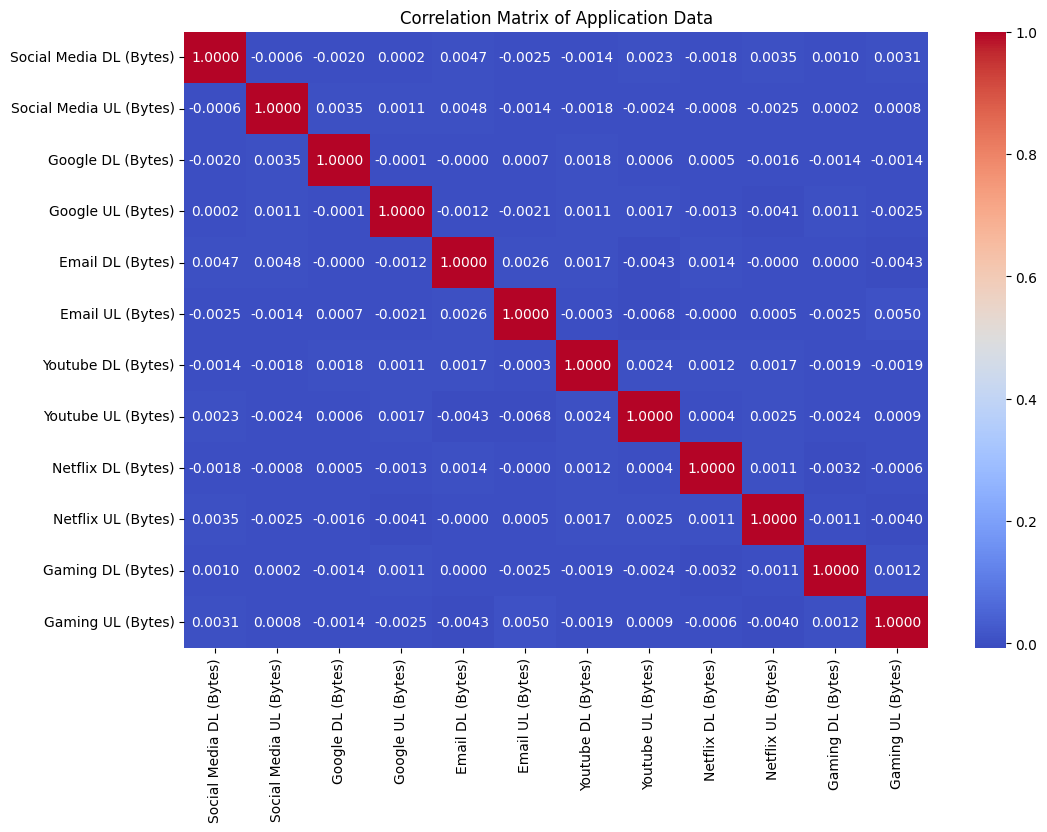 Correlation Matrix of Application Data
Social Media DL (Bytes) 1.0000 -0.0006 -0.0020 0.0002 0.0047 -0.0025 -0.0014 0.0023 -0.0018 0.0035 0.0010 0.0031
Social Media UL (Bytes) -0.0006 1.0000 0.0035 0.0011 0.0048 -0.0014 -0.0018 -0.0024 -0.0008 -0.0025 0.0002 0.0008
Google DL (Bytes) -0.0020 0.0035 1.0000 -0.0001 -0.0000 0.0007 0.0018 0.0006 0.0005 -0.0016 -0.0014 -0.0014
Google UL (Bytes) 0.0002 0.0011 -0.0001 1.0000 -0.0012 -0.0021 0.0011 0.0017 -0.0013 -0.0041 0.0011 -0.0025
Email DL (Bytes) 0.0047 0.0048 -0.0000 -0.0012 1.0000 0.0026 0.0017 -0.0043 0.0014 -0.0000 0.0000 -0.0043
Email UL (Bytes) -0.0025 -0.0014 0.0007 -0.0021 0.0026 1.0000 -0.0003 -0.0068 -0.0000 0.0005 -0.0025 0.0050
Youtube DL (Bytes) -0.0014 -0.0018 0.0018 0.0011 0.0017 -0.0003 1.0000 0.0024 0.0012 0.0017 -0.0019 -0.0019
Youtube UL (Bytes) 0.0023 -0.0024 0.0006 0.0017 -0.0043 -0.0068 0.0024 1.0000 0.0004 0.0025 -0.0024 0.0009
Netflix DL (Bytes) -0.0018 -0.0008 0.0005 -0.0013 0.0014 -0.0000 0.0012 0.0004 1.0000 0.0011 -0.0032 -0.0006
Netflix UL (Bytes) 0.0035 -0.0025 -0.0016 -0.0041 -0.0000 0.0005 0.0017 0.0025 0.0011 1.0000 -0.0011 -0.0040
Gaming DL (Bytes) 0.0010 0.0002 -0.0014 0.0011 0.0000 -0.0025 -0.0019 -0.0024 -0.0032 -0.0011 1.0000 0.0012
Gaming UL (Bytes) 0.0031 0.0008 -0.0014 -0.0025 -0.0043 0.0050 -0.0019 0.0009 -0.0006 -0.0040 0.0012 1.0000
Social Media DL (Bytes)
Social Media UL (Bytes)
Google DL (Bytes)
Google UL (Bytes)
Email DL (Bytes)
Email UL (Bytes)
Youtube DL (Bytes)
Youtube UL (Bytes)
Netflix DL (Bytes)
Netflix UL (Bytes)
Gaming DL (Bytes)
Gaming UL (Bytes)
1.0
0.8
0.6
0.4
0.2
0.0